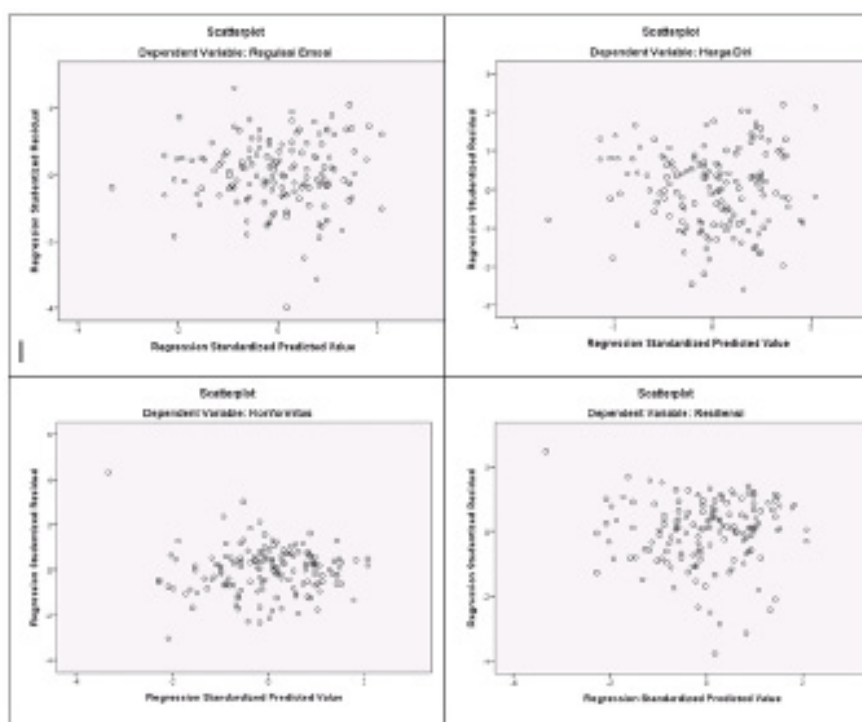 Scatterplot
Dependent Variable: Regulasi Emosi
Regression Studentized Residual
Regression Standardized Predicted Value
Scatterplot
Dependent Variable: Harga Diri
Regression Studentized Residual
Regression Standardized Predicted Value
Scatterplot
Dependent Variable: Konformitas
Regression Studentized Residual
Regression Standardized Predicted Value
Scatterplot
Dependent Variable: Resiliensi
Regression Studentized Residual
Regression Standardized Predicted Value